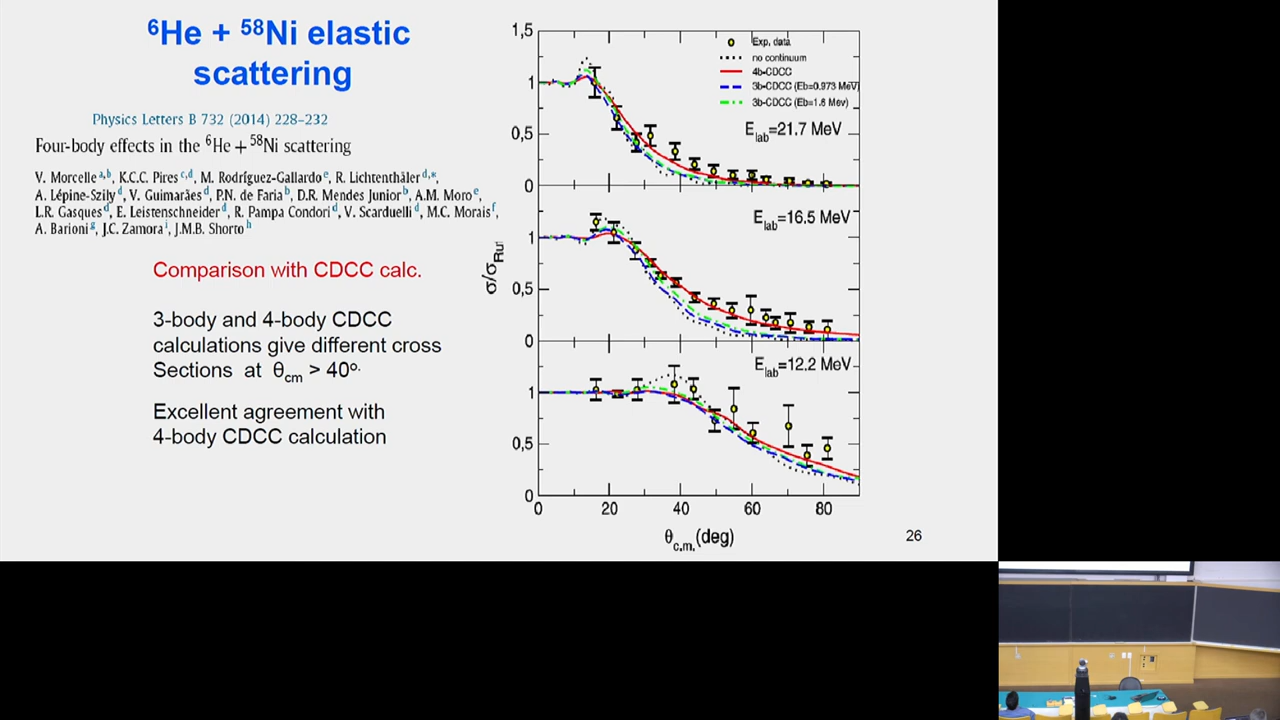 ⁶He + ⁵⁸Ni elastic
scattering
Physics Letters B 732 (2014) 228–232
Four-body effects in the ⁶He + ⁵⁸Ni scattering
V. Morcelle a,b, K.C.C. Pires c,d, M. Rodríguez-Gallardo e, R. Lichtenthäler d,*,
A. Lépine-Szily d, V. Guimarães d, P.N. de Faria b, D.R. Mendes Junior b, A.M. Moro e,
L.R. Gasques d, E. Leistenschneider d, R. Pampa Condori d, V. Scarduelli d, M.C. Morais f,
A. Barioni g, J.C. Zamora i, J.M.B. Shorto h
Comparison with CDCC calc.
3-body and 4-body CDCC
calculations give different cross
Sections at θcm > 40º.
Excellent agreement with
4-body CDCC calculation
1,5
1
0,5
0
Exp. data
no continuum
4b-CDCC
3b-CDCC (Eb=0.973 MeV)
3b-CDCC (Eb=1.6 Mev)
Elab=21.7 MeV
1
0,5
0
Elab=16.5 MeV
σ/σRuf
1
0,5
0
Elab=12.2 MeV
0 20 40 60 80
θc.m.(deg)
26